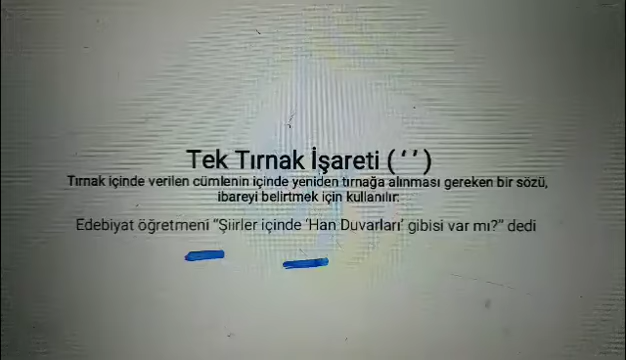 Tek Tırnak İşareti ( ‘ ’ )
Tırnak içinde verilen cümlenin içinde yeniden tırnağa alınması gereken bir sözü,
ibareyi belirtmek için kullanılır.
Edebiyat öğretmeni “Şiirler içinde ‘Han Duvarları’ gibisi var mı?” dedi